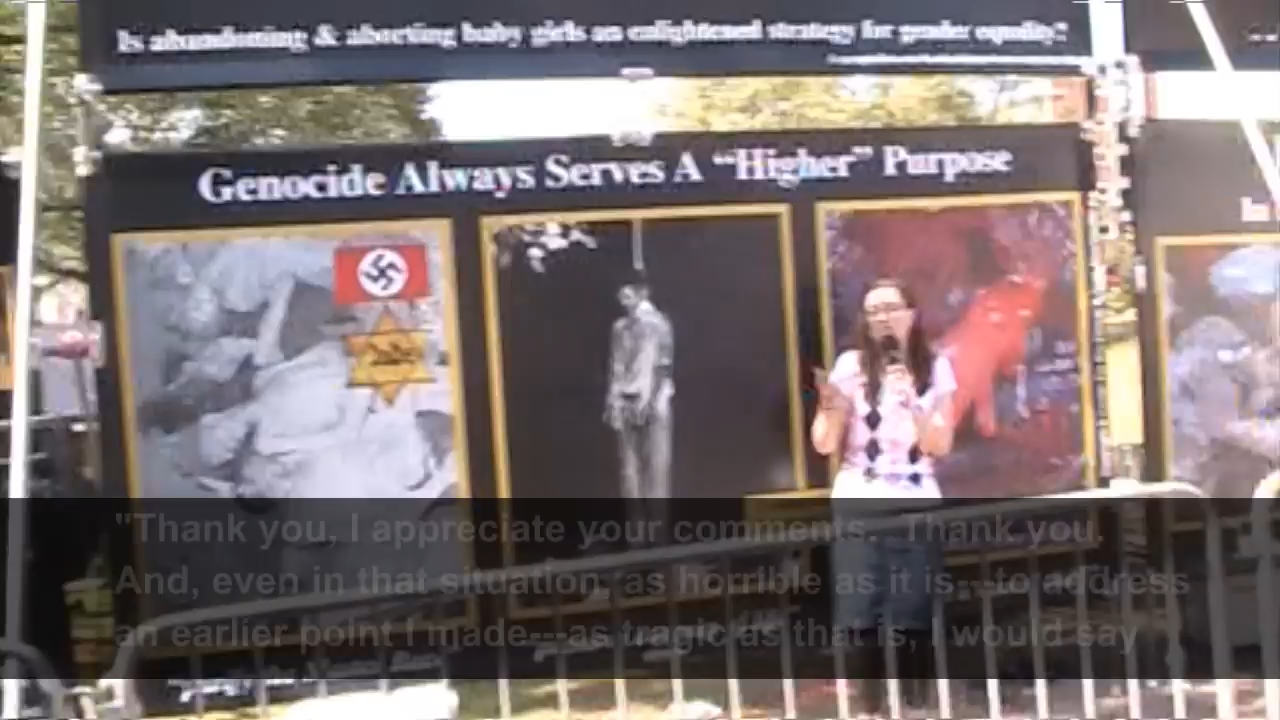 Is abandoning & aborting baby girls an enlightened strategy for gender equality?
Genocide Always Serves A “Higher” Purpose
"Thank you, I appreciate your comments. Thank you.
And, even in that situation, as horrible as it is---to address
an earlier point I made---as tragic as that is, I would say